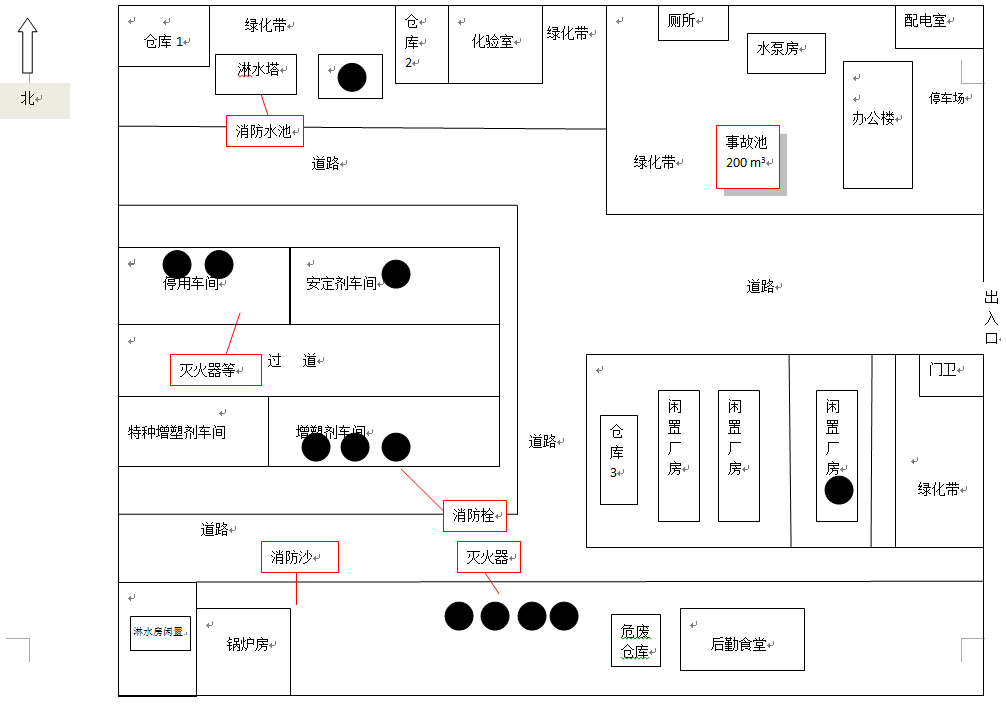 北
仓库 1
绿化带
淋水塔
消防水池
道路
仓
库
2
化验室
绿化带
厕所
水泵房
配电室
办公楼
停车场
事故池
200 m³
绿化带
停用车间
安定剂车间
灭火器等
过 道
特种增塑剂车间
增塑剂车间
消防栓
道路
道路
出
入
口
门卫
仓
库
3
闲
置
厂
房
闲
置
厂
房
闲
置
厂
房
绿化带
道路
消防沙
灭火器
淋水房闲置
锅炉房
危废
仓库
后勤食堂